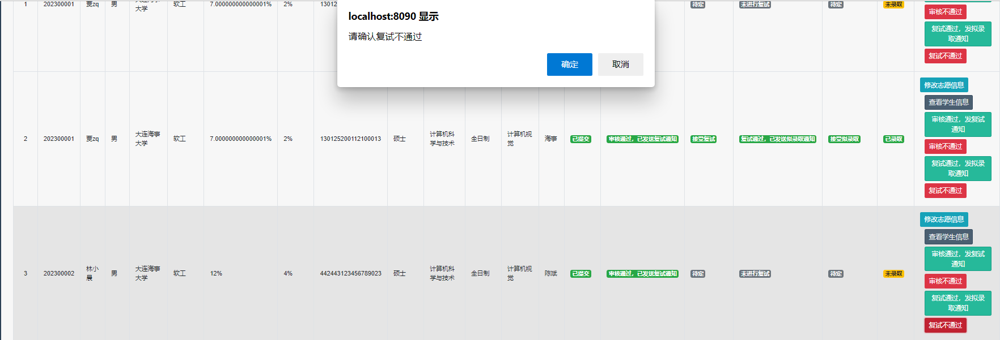 localhost:8090 显示
请确认复试不通过
确定 取消
1 202300001 贾zq 男 大连海事大学 软工 7.000000000000001% 2% 13012 待定 未进行复试 待定 未录取
审核不通过
复试通过，发拟录
取通知
复试不通过
修改志愿信息
查看学生信息
审核通过，发复试
通知
审核不通过
复试通过，发拟录
取通知
复试不通过
2 202300001 贾zq 男 大连海事 软工 7.000000000000001% 2% 130125200112100013 硕士 计算机科 全日制 计算机视 海事 已提交 审核通过，已发送复试通知 接受复试 复试通过，已发送拟录取通知 接受拟录取 已录取
大学 与技术 觉
修改志愿信息
查看学生信息
审核通过，发复试
通知
审核不通过
复试通过，发拟录
取通知
复试不通过
3 202300002 林小 男 大连海事 软工 12% 4% 442443123456789023 硕士 计算机科 全日制 计算机视 陈斌 已提交 审核通过，已发送复试通知 待定 未进行复试 待定 未录取
晨 大学 与技术 觉